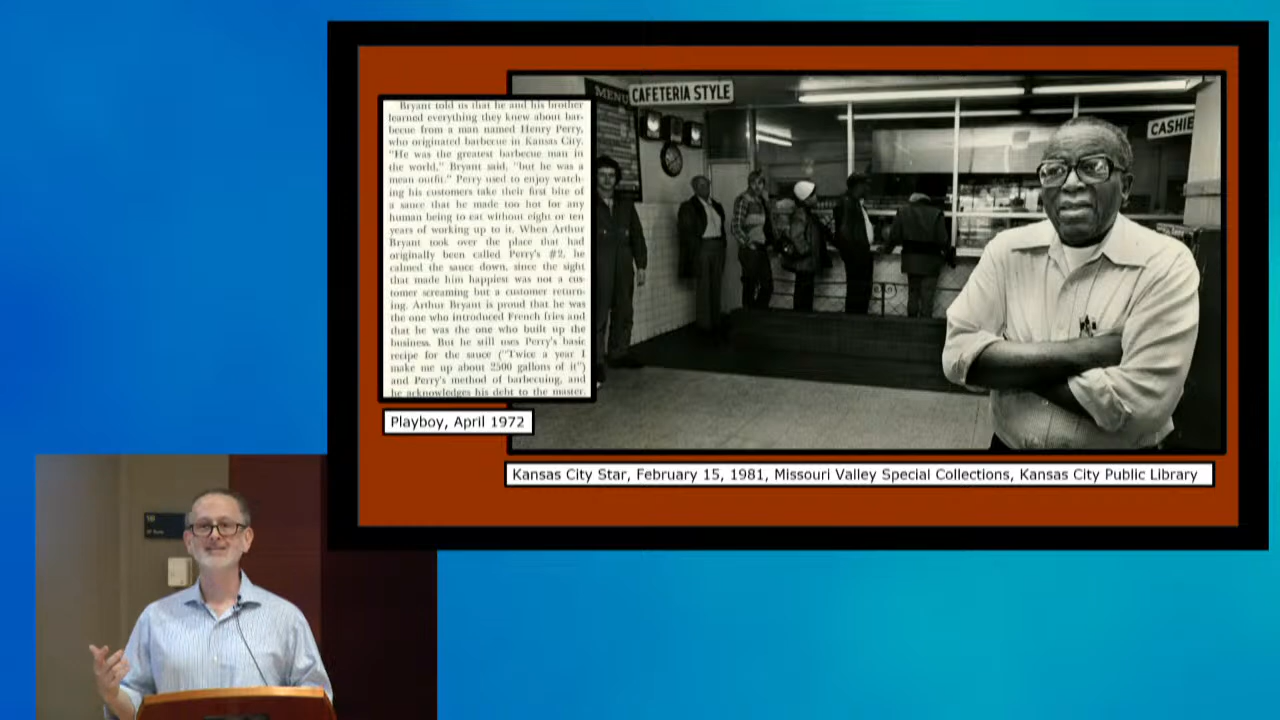 Bryant told us that he and his brother
learned everything they knew about bar-
becue from a man named Henry Perry,
who originated barbecue in Kansas City.
"He was the greatest barbecue man in
the world," Bryant said, "but he was a
mean outfit." Perry used to enjoy watch-
ing his customers take their first bite of
a sauce that he made too hot for any
human being to eat without eight or ten
years of working up to it. When Arthur
Bryant took over the place that had
originally been called Perry's #2, he
calmed the sauce down, since the sight
that made him happiest was not a cus-
tomer screaming but a customer return-
ing. Arthur Bryant is proud that he was
the one who introduced French fries and
that he was the one who built up the
business. But he still uses Perry's basic
recipe for the sauce ("Twice a year I
make me up about 2500 gallons of it")
and Perry's method of barbecuing, and
he acknowledges his debt to the master.
Playboy, April 1972
MENU
CAFETERIA STYLE
CASHIE
Kansas City Star, February 15, 1981, Missouri Valley Special Collections, Kansas City Public Library